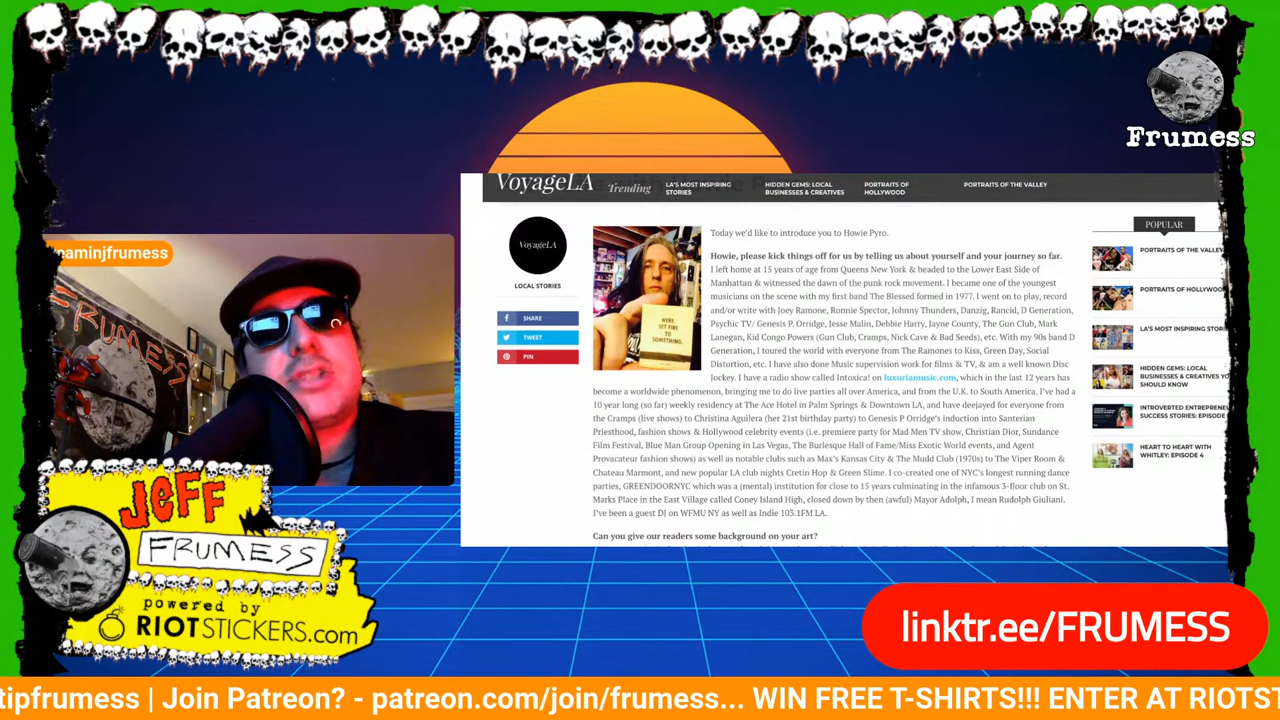 Frumess
VoyageLA
Trending
LA'S MOST INSPIRING
STORIES
HIDDEN GEMS: LOCAL
BUSINESSES & CREATIVES
PORTRAITS OF
HOLLYWOOD
PORTRAITS OF THE VALLEY
eaminjfrumess
FRUMESS
VoyageLA
LOCAL STORIES
SHARE
TWEET
PIN
HERE.
SET FIRE
TO
SOMETHING.
Today we'd like to introduce you to Howie Pyro.
Howie, please kick things off for us by telling us about yourself and your journey so far.
I left home at 15 years of age from Queens New York & headed to the Lower East Side of
Manhattan & witnessed the dawn of the punk rock movement. I became one of the youngest
musicians on the scene with my first band The Blessed formed in 1977. I went on to play, record
and/or write with Joey Ramone, Ronnie Spector, Johnny Thunders, Danzig, Rancid, D Generation,
Psychic TV/ Genesis P. Orridge, Jesse Malin, Debbie Harry, Jayne County, The Gun Club, Mark
Lanegan, Kid Congo Powers (Gun Club, Cramps, Nick Cave & Bad Seeds), etc. With my 90s band D
Generation, I toured the world with everyone from The Ramones to Kiss, Green Day, Social
Distortion, etc. I have also done Music supervision work for films & TV, & am a well known Disc
Jockey. I have a radio show called Intoxica! on luxuriamusic.com, which in the last 12 years has
become a worldwide phenomenon, bringing me to do live parties all over America, and from the U.K. to South America. I've had a
10 year long (so far) weekly residency at The Ace Hotel in Palm Springs & Downtown LA, and have deejayed for everyone from
the Cramps (live shows) to Christina Aguilera (her 21st birthday party) to Genesis P Orridge's induction into Santerian
Priesthood, fashion shows & Hollywood celebrity events (i.e. premiere party for Mad Men TV show, Christian Dior, Sundance
Film Festival, Blue Man Group Opening in Las Vegas, The Burlesque Hall of Fame/Miss Exotic World events, and Agent
Provacateur fashion shows) as well as notable clubs such as Max's Kansas City & The Mudd Club (1970s) to The Viper Room &
Chateau Marmont, and new popular LA club nights Cretin Hop & Green Slime. I co-created one of NYC's longest running dance
parties, GREENDOORNYC which was a (mental) institution for close to 15 years culminating in the infamous 3-floor club on St.
Marks Place in the East Village called Coney Island High, closed down by then (awful) Mayor Adolph, I mean Rudolph Giuliani.
I've been a guest DJ on WFMU NY as well as Indie 103.1FM LA.
Can you give our readers some background on your art?
POPULAR
PORTRAITS OF THE VALLEY
PORTRAITS OF HOLLYWOO
LA'S MOST INSPIRING STORI
HIDDEN GEMS: LOCAL
BUSINESSES & CREATIVES YO
SHOULD KNOW
INTROVERTED ENTREPRENEU
SUCCESS STORIES: EPISODE
HEART TO HEART WITH
WHITLEY: EPISODE 4
JEFF
FRUMESS
powered by
RIOTSTICKERS.com
linktr.ee/FRUMESS
tipfrumess | Join Patreon? - patreon.com/join/frumess... WIN FREE T-SHIRTS!!! ENTER AT RIOTST